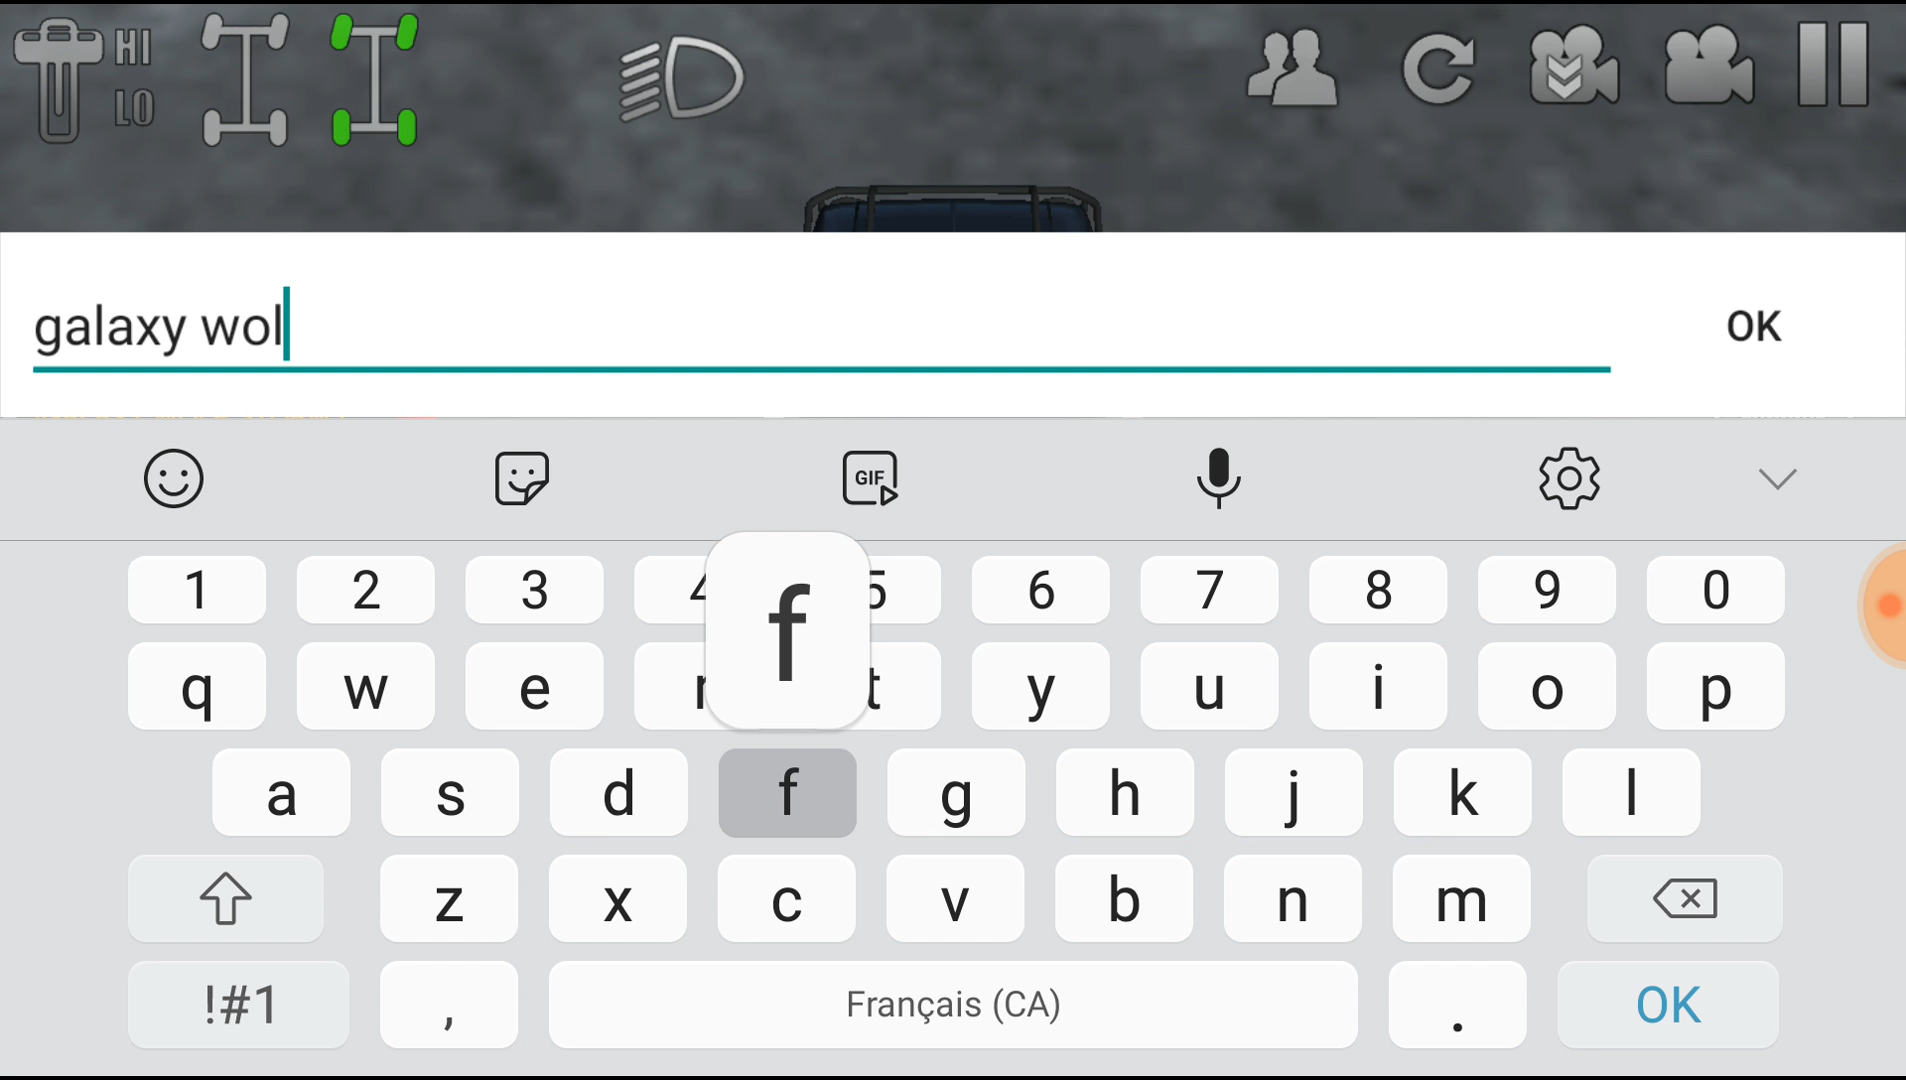 HI
LO
galaxy wol
OK
GIF
1 2 3 4 5 6 7 8 9 0
f
q w e r t y u i o p
a s d f g h j k l
z x c v b n m
!#1 , Français (CA) . OK